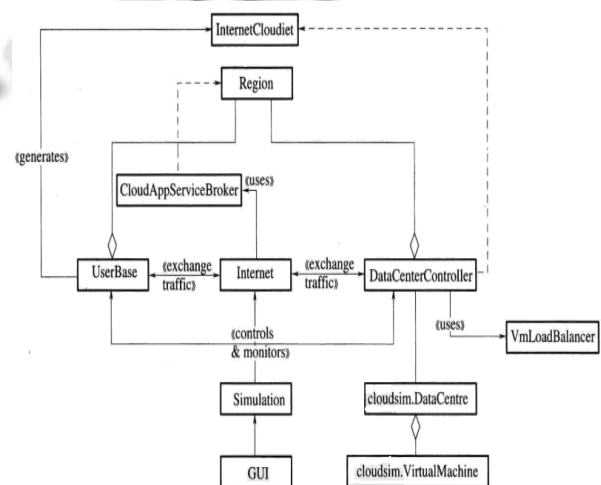 InternetCloudiet
Region
«generates»
CloudAppServiceBroker
«uses»
UserBase
«exchange
traffic»
Internet
«exchange
traffic»
DataCenterController
«controls
& monitors»
«uses»
VmLoadBalancer
Simulation
cloudsim.DataCentre
GUI
cloudsim.VirtualMachine